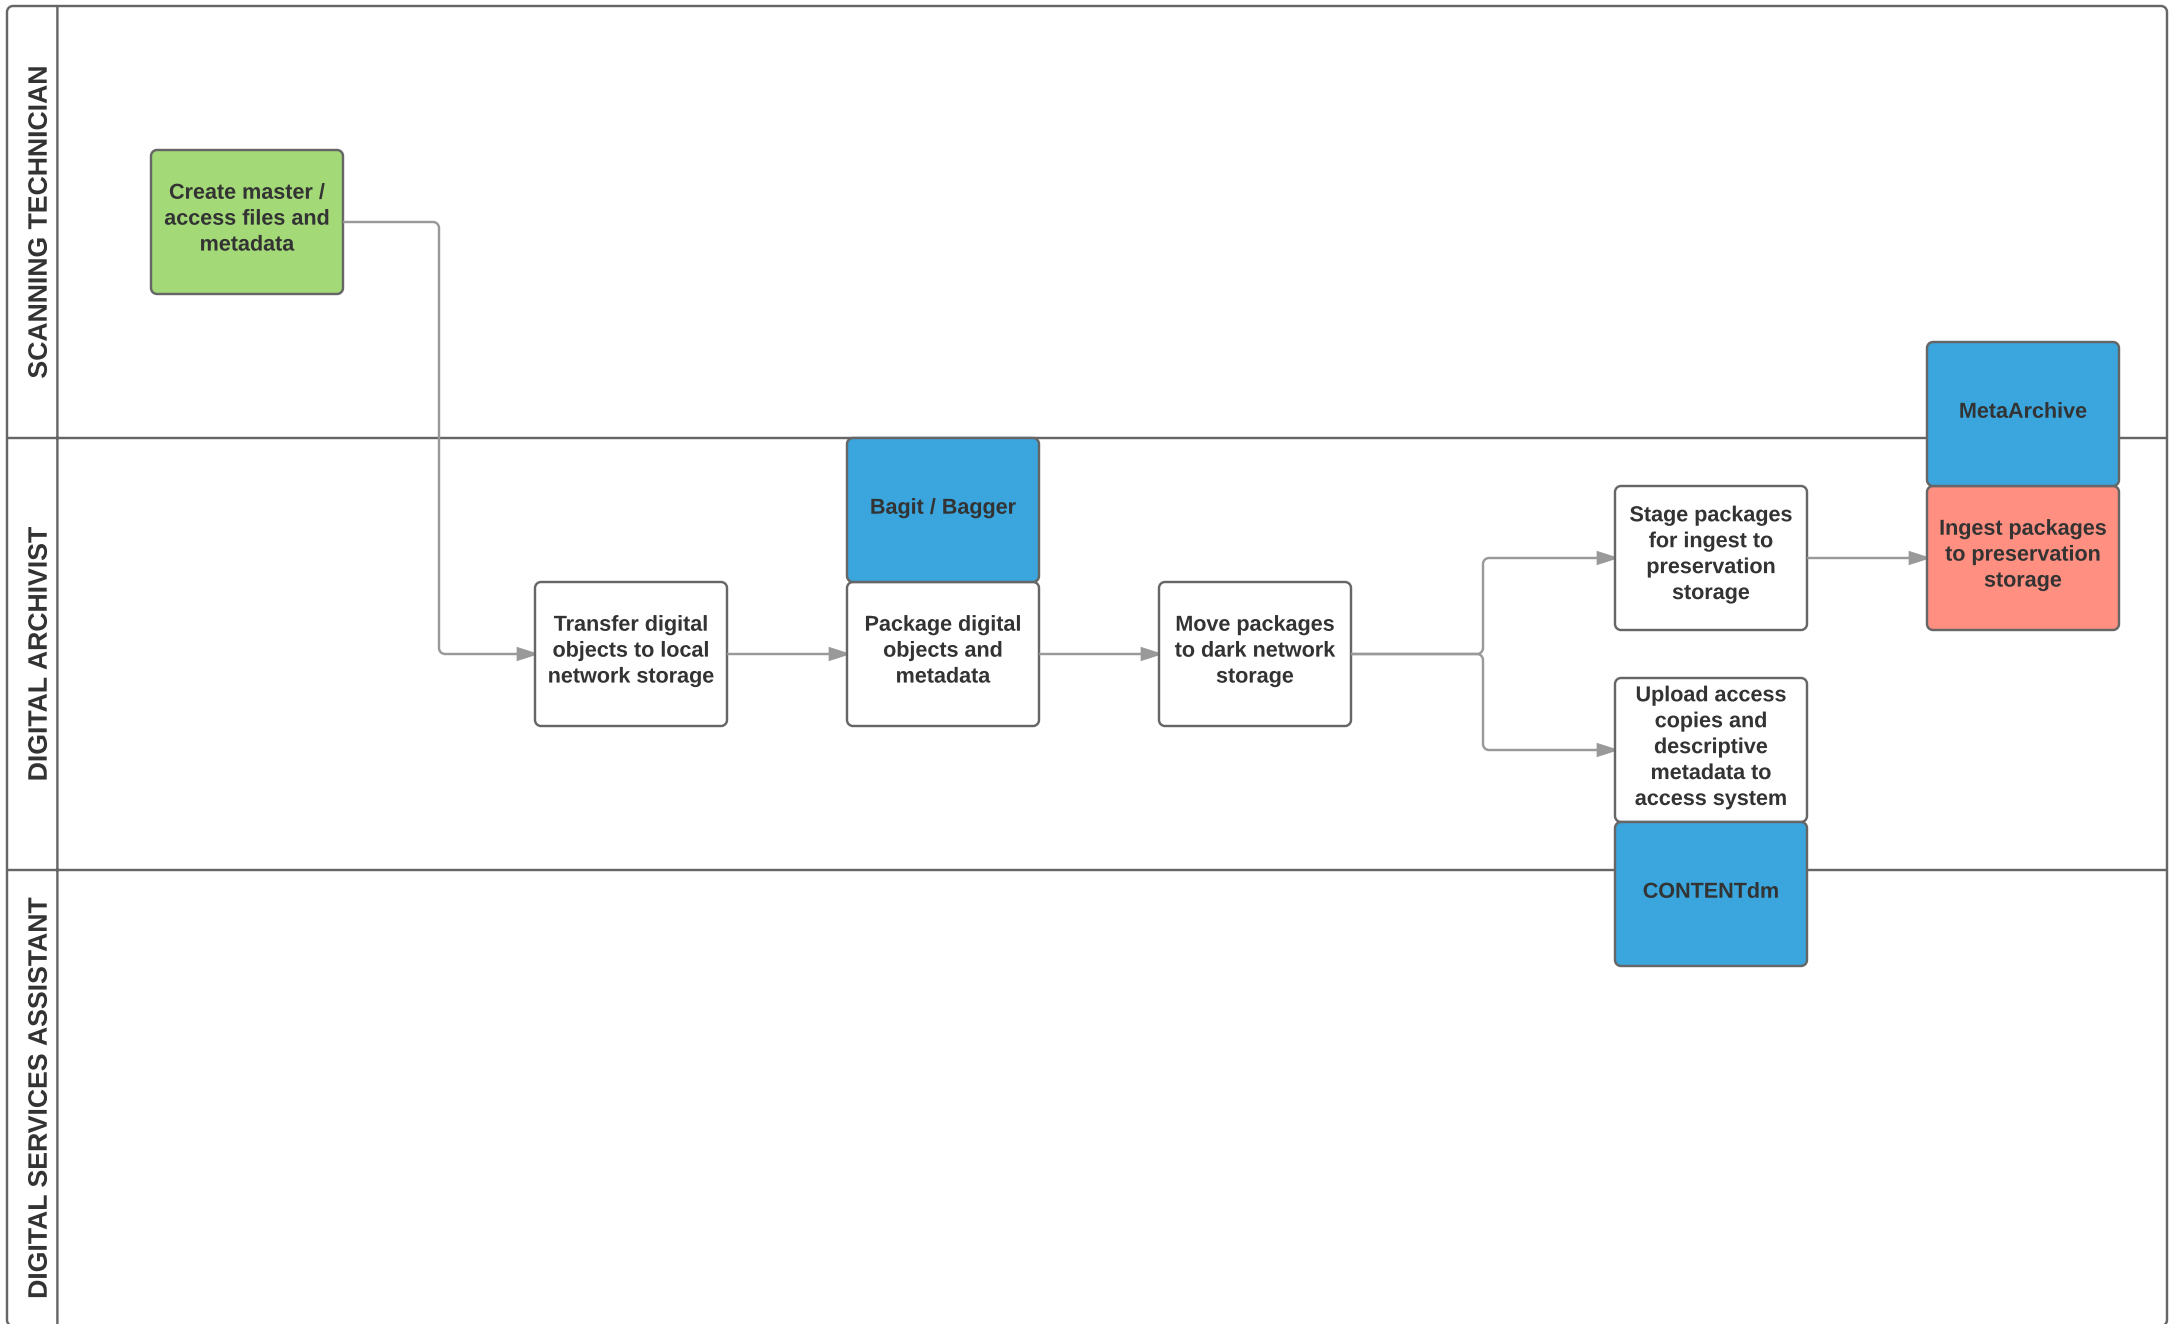 SCANNING TECHNICIAN
Create master /
access files and
metadata
MetaArchive
DIGITAL ARCHIVIST
Bagit / Bagger
Transfer digital
objects to local
network storage
Package digital
objects and
metadata
Move packages
to dark network
storage
Stage packages
for ingest to
preservation
storage
Ingest packages
to preservation
storage
Upload access
copies and
descriptive
metadata to
access system
CONTENTdm
DIGITAL SERVICES ASSISTANT